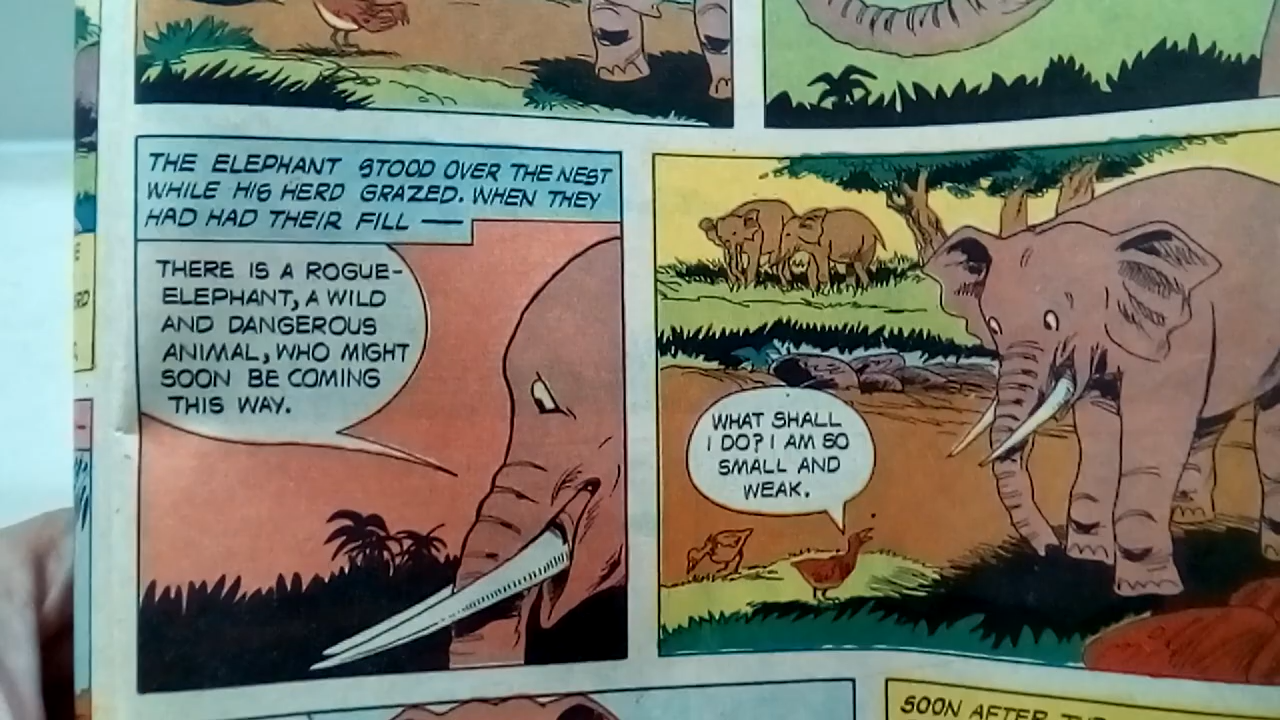 THE ELEPHANT STOOD OVER THE NEST
WHILE HIS HERD GRAZED. WHEN THEY
HAD HAD THEIR FILL —
THERE IS A ROGUE-
ELEPHANT, A WILD
AND DANGEROUS
ANIMAL, WHO MIGHT
SOON BE COMING
THIS WAY.
WHAT SHALL
I DO? I AM SO
SMALL AND
WEAK.
SOON AFTER